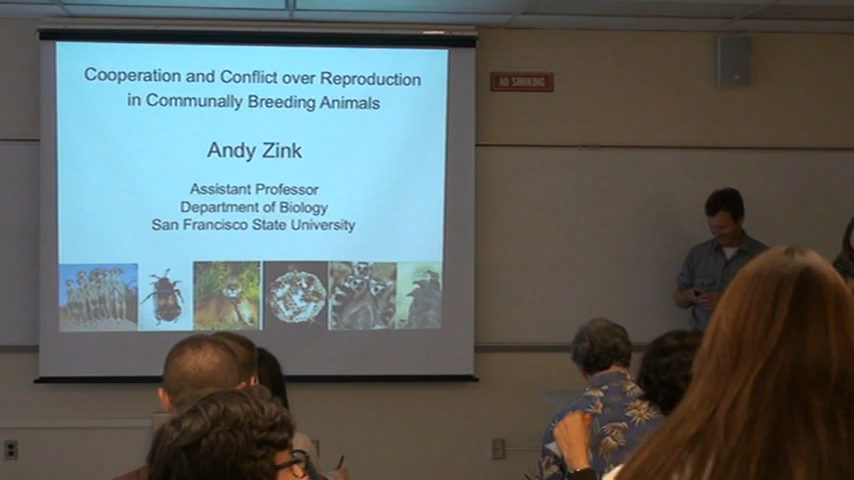 Cooperation and Conflict over Reproduction
in Communally Breeding Animals
Andy Zink
Assistant Professor
Department of Biology
San Francisco State University
NO SMOKING